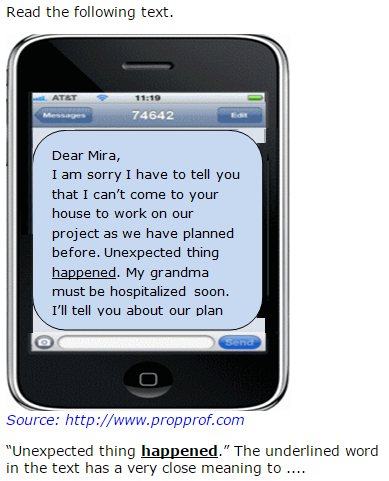 Read the following text.
AT&T 11:19
Messages 74642 Edit
Dear Mira,
I am sorry I have to tell you
that I can't come to your
house to work on our
project as we have planned
before. Unexpected thing
happened. My grandma
must be hospitalized soon.
I'll tell you about our plan
Send
Source: http://www.propprof.com
“Unexpected thing happened.” The underlined word
in the text has a very close meaning to ....